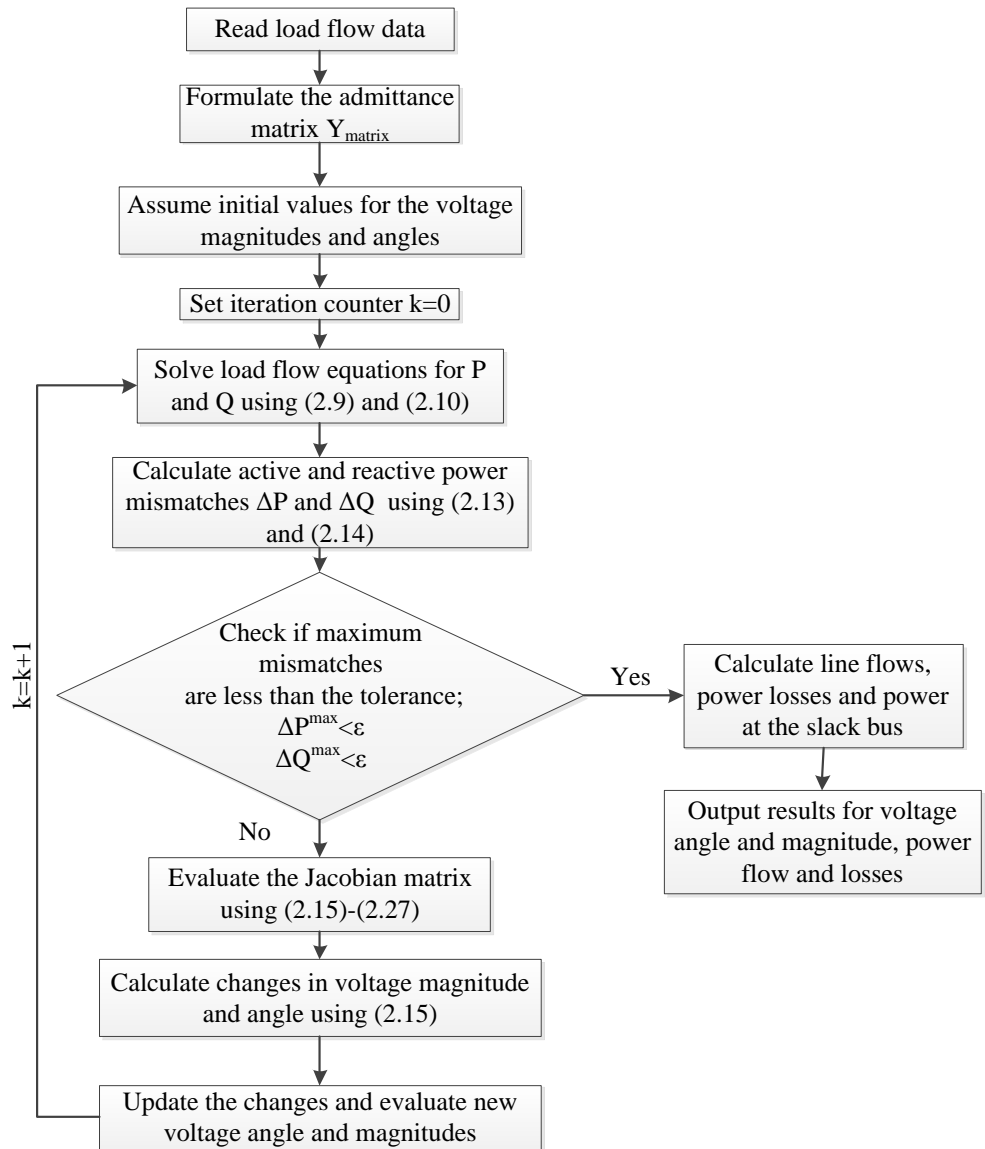 Read load flow data
Formulate the admittance
matrix Ymatrix
Assume initial values for the voltage
magnitudes and angles
Set iteration counter k=0
Solve load flow equations for P
and Q using (2.9) and (2.10)
Calculate active and reactive power
mismatches ΔP and ΔQ using (2.13)
and (2.14)
Check if maximum
mismatches
are less than the tolerance;
ΔP^max<ε
ΔQ^max<ε
Yes
Calculate line flows,
power losses and power
at the slack bus
Output results for voltage
angle and magnitude, power
flow and losses
No
Evaluate the Jacobian matrix
using (2.15)-(2.27)
Calculate changes in voltage magnitude
and angle using (2.15)
Update the changes and evaluate new
voltage angle and magnitudes
k=k+1